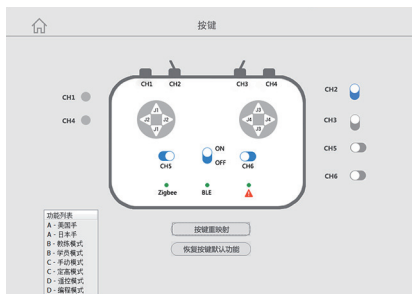 按键
CH1 CH2 CH3 CH4
CH1
CH4
J1
J2 J2
J1
J3
J4 J4
J3
ON
OFF
CH5
CH6
Zigbee BLE
CH2
CH3
CH5
CH6
功能列表
A - 美国手
A - 日本手
B - 教练模式
B - 学员模式
C - 手动模式
C - 定高模式
D - 遥控模式
D - 编程模式
按键重映射
恢复按键默认功能